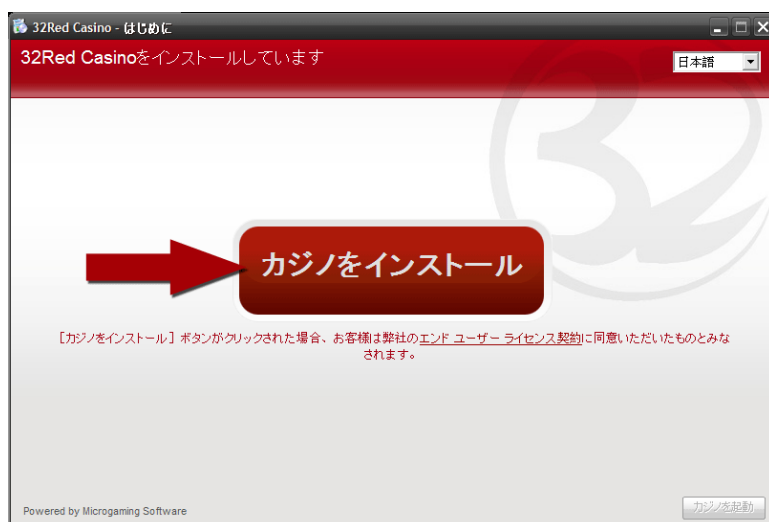 32Red Casino - はじめに
32Red Casinoをインストールしています
日本語
32
カジノをインストール
［カジノをインストール］ボタンがクリックされた場合、お客様は弊社のエンド ユーザー ライセンス契約に同意いただいたものとみな
されます。
Powered by Microgaming Software
カジノを起動